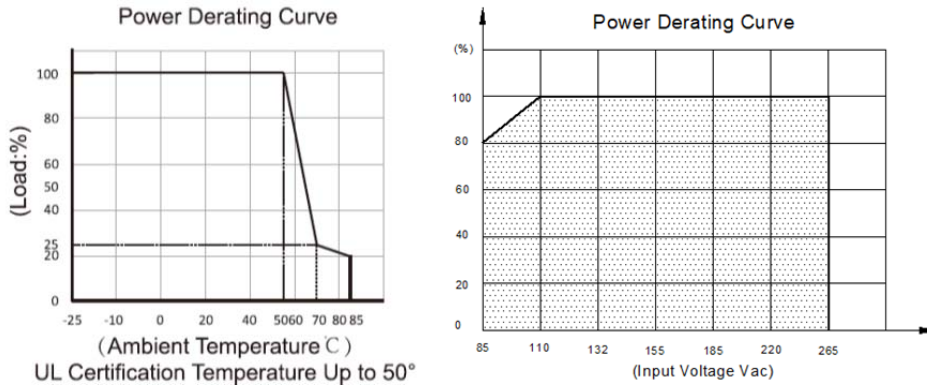 Power Derating Curve
100
80
60
50
40
25
20
0
(Load:%)
-25 -10 0 20 40 5060 70 80 85
(Ambient Temperature℃)
UL Certification Temperature Up to 50°
Power Derating Curve
(%)
100
80
60
40
20
0
85 110 132 155 185 220 265
(Input Voltage Vac)